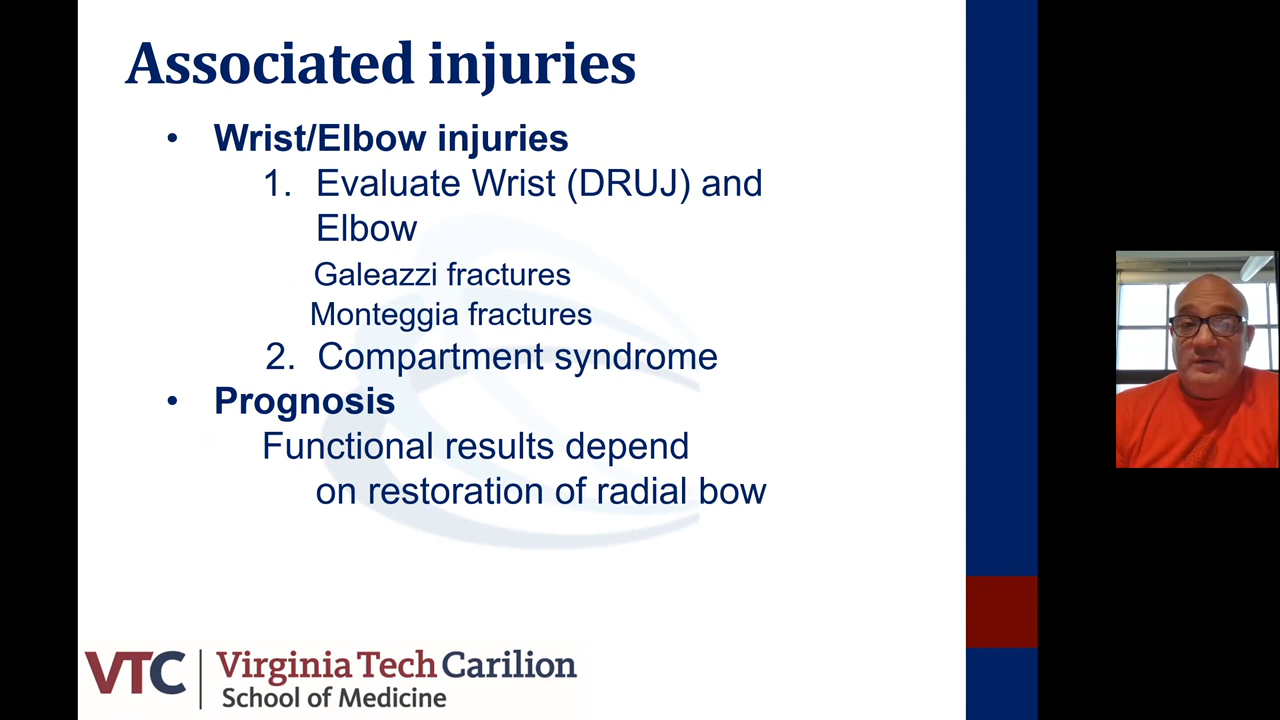 Associated injuries
• Wrist/Elbow injuries
1. Evaluate Wrist (DRUJ) and
Elbow
Galeazzi fractures
Monteggia fractures
2. Compartment syndrome
• Prognosis
Functional results depend
on restoration of radial bow
VTC Virginia Tech Carilion
School of Medicine